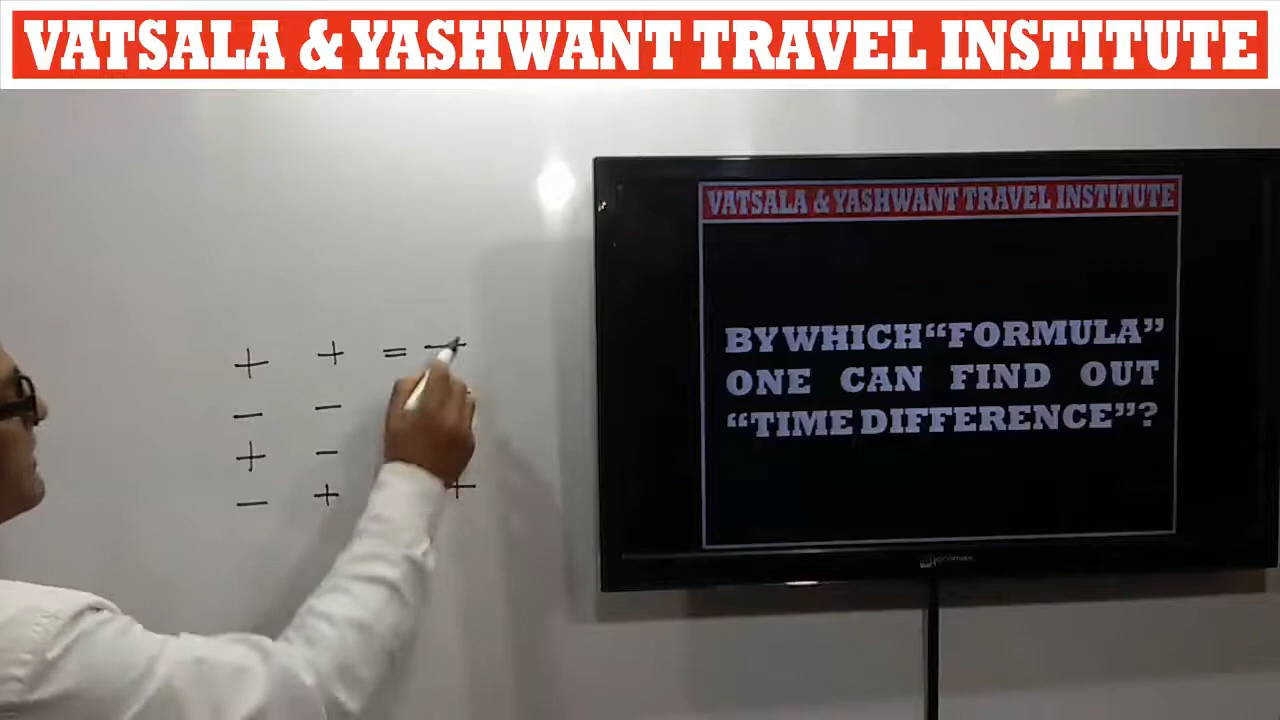 VATSALA & YASHWANT TRAVEL INSTITUTE
+ + =
− −
+ −
− + +
VATSALA & YASHWANT TRAVEL INSTITUTE
BY WHICH “FORMULA”
ONE CAN FIND OUT
“TIME DIFFERENCE”?